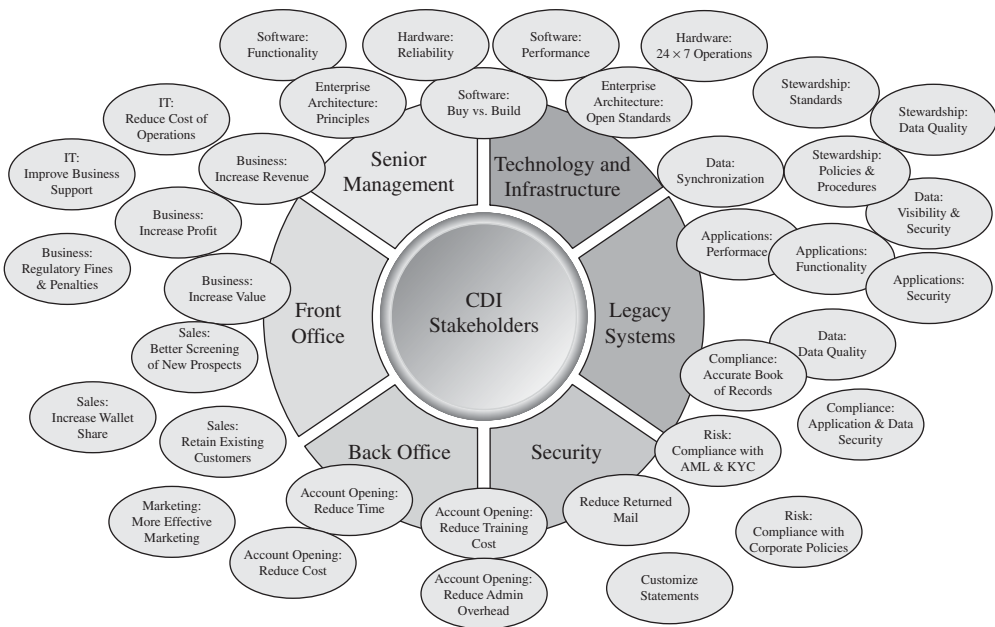 Software:
Functionality
Hardware:
Reliability
Software:
Performance
Hardware:
24 × 7 Operations
Enterprise
Architecture:
Principles
Software:
Buy vs. Build
Enterprise
Architecture:
Open Standards
Stewardship:
Standards
Stewardship:
Data Quality
IT:
Reduce Cost of
Operations
IT:
Improve Business
Support
Business:
Increase Revenue
Senior
Management
Technology and
Infrastructure
Data:
Synchronization
Stewardship:
Policies &
Procedures
Data:
Visibility &
Security
Business:
Increase Profit
Business:
Regulatory Fines
& Penalties
Business:
Increase Value
Applications:
Performace
Applications:
Functionality
Applications:
Security
Front
Office
CDI
Stakeholders
Legacy
Systems
Sales:
Better Screening
of New Prospects
Data:
Data Quality
Compliance:
Accurate Book
of Records
Sales:
Increase Wallet
Share
Sales:
Retain Existing
Customers
Compliance:
Application & Data
Security
Back Office
Security
Risk:
Compliance with
AML & KYC
Marketing:
More Effective
Marketing
Account Opening:
Reduce Time
Account Opening:
Reduce Training
Cost
Reduce Returned
Mail
Risk:
Compliance with
Corporate Policies
Account Opening:
Reduce Cost
Account Opening:
Reduce Admin
Overhead
Customize
Statements